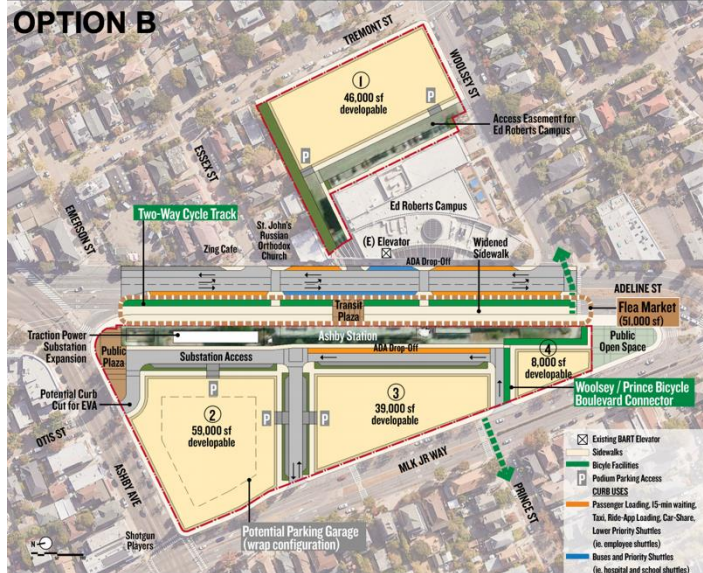 OPTION B
TREMONT ST
WOOLSEY ST
1
46,000 sf
developable
P
Access Easement for
Ed Roberts Campus
P
ESSEX ST
Ed Roberts Campus
EMERSON ST
Two-Way Cycle Track
St. John's
Russian
Orthodox
Church
Zing Cafe
(E) Elevator
Widened
Sidewalk
ADA Drop-Off
ADELINE ST
Transit
Plaza
Flea Market
(51,000 sf)
Traction Power
Substation
Expansion
Ashby Station
Public
Plaza
Substation Access
ADA Drop-Off
Public
Open Space
4
8,000 sf
developable
Potential Curb
Cut for EVA
P
2
59,000 sf
developable
3
39,000 sf
developable
P
P
Woolsey / Prince Bicycle
Boulevard Connector
OTIS ST
ASHBY AVE
MLK JR WAY
PRINCE ST
Potential Parking Garage
(wrap configuration)
Shotgun
Players
N
Existing BART Elevator
Sidewalks
Bicycle Facilities
P Podium Parking Access
CURB USES
Passenger Loading, 15-min waiting,
Taxi, Ride-App Loading, Car-Share,
Lower Priority Shuttles
(ie. employee shuttles)
Buses and Priority Shuttles
(ie. hospital and school shuttles)